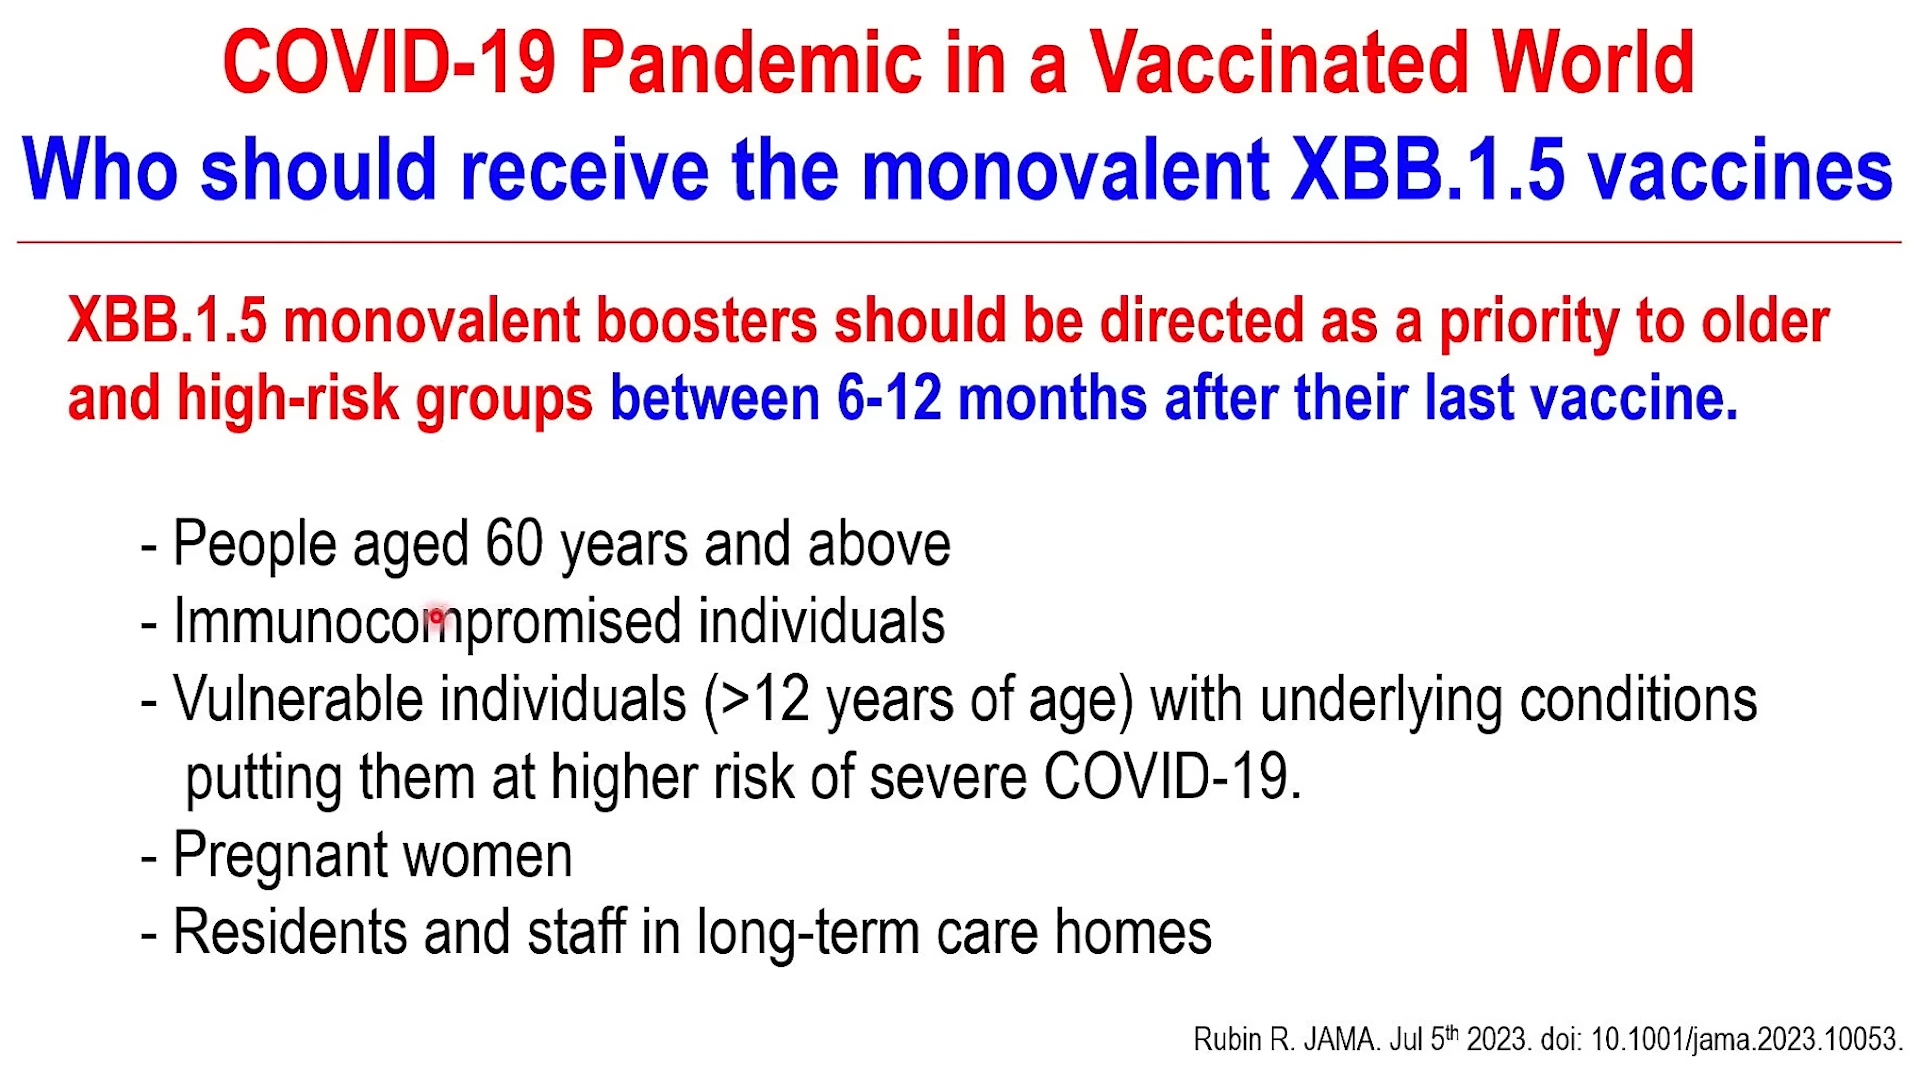 COVID-19 Pandemic in a Vaccinated World
Who should receive the monovalent XBB.1.5 vaccines
XBB.1.5 monovalent boosters should be directed as a priority to older
and high-risk groups between 6-12 months after their last vaccine.
- People aged 60 years and above
- Immunocompromised individuals
- Vulnerable individuals (>12 years of age) with underlying conditions
putting them at higher risk of severe COVID-19.
- Pregnant women
- Residents and staff in long-term care homes
Rubin R. JAMA. Jul 5th 2023. doi: 10.1001/jama.2023.10053.